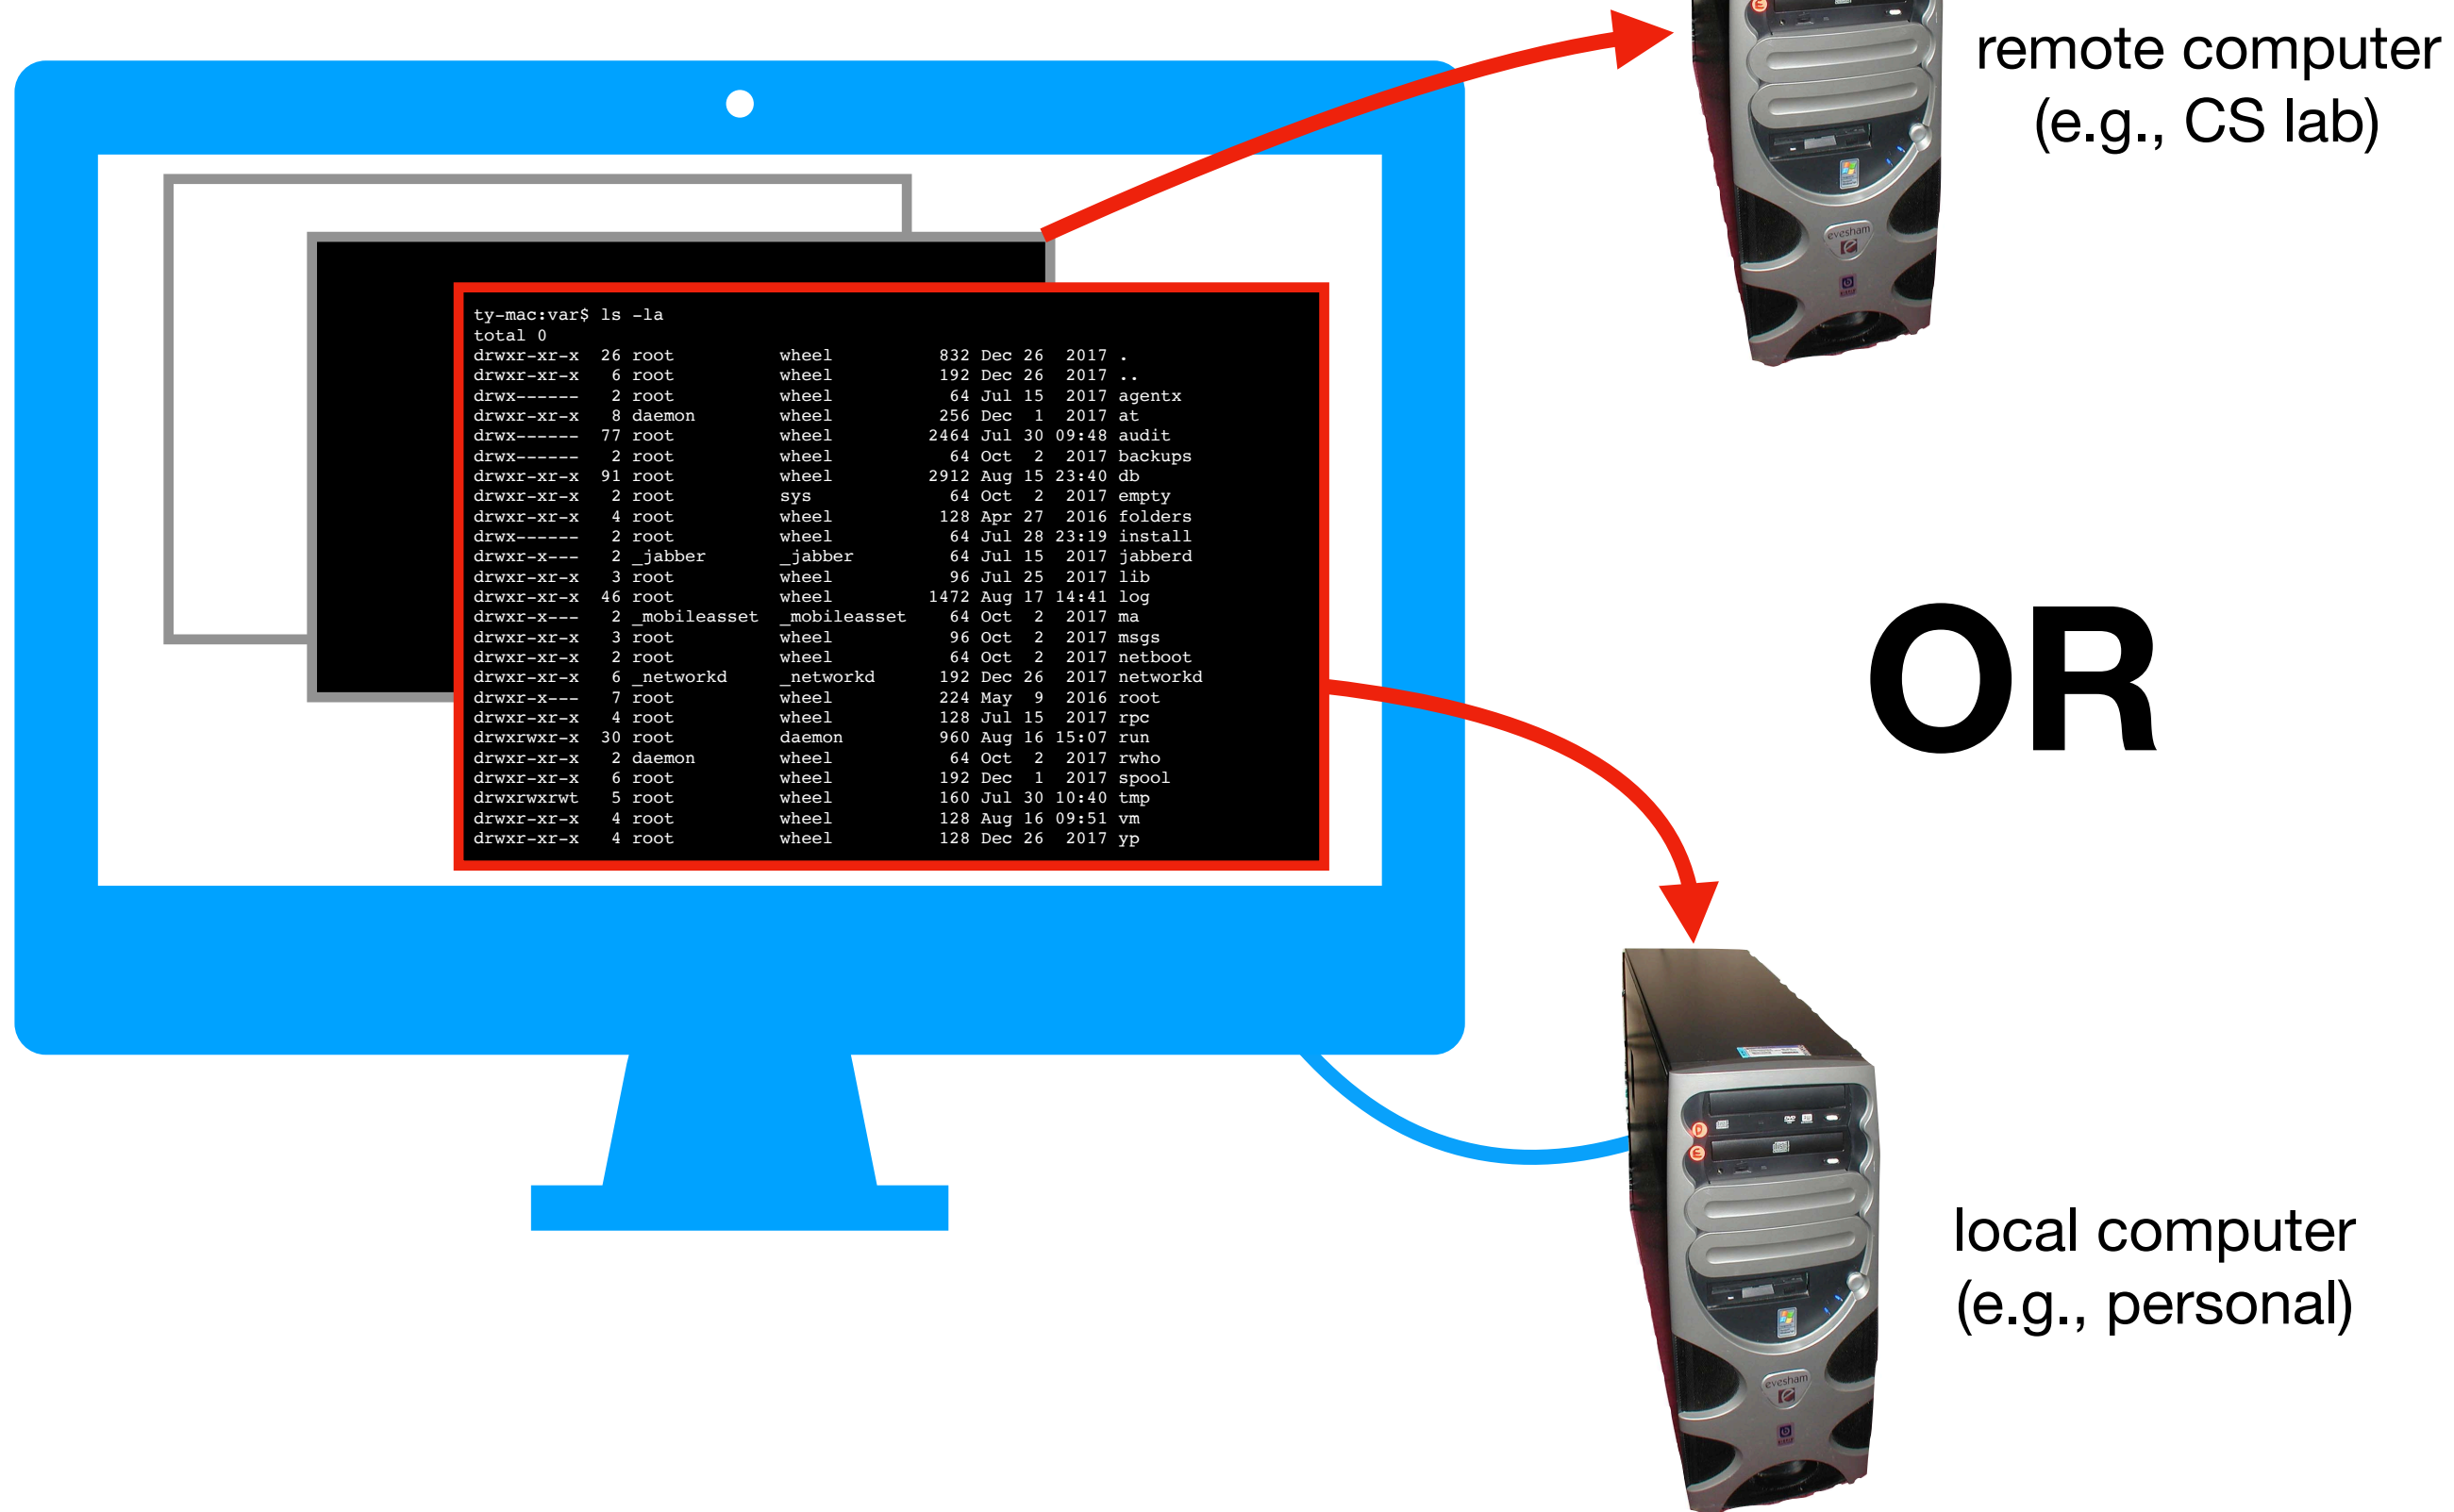 remote computer
(e.g., CS lab)
evesham
ty-mac:var$ ls -la
total 0
drwxr-xr-x  26 root          wheel          832 Dec 26  2017 .
drwxr-xr-x   6 root          wheel          192 Dec 26  2017 ..
drwx------   2 root          wheel           64 Jul 15  2017 agentx
drwxr-xr-x   8 daemon        wheel          256 Dec  1  2017 at
drwx------  77 root          wheel         2464 Jul 30 09:48 audit
drwx------   2 root          wheel           64 Oct  2  2017 backups
drwxr-xr-x  91 root          wheel         2912 Aug 15 23:40 db
drwxr-xr-x   2 root          sys             64 Oct  2  2017 empty
drwxr-xr-x   4 root          wheel          128 Apr 27  2016 folders
drwx------   2 root          wheel           64 Jul 28 23:19 install
drwxr-x---   2 _jabber       _jabber         64 Jul 15  2017 jabberd
drwxr-xr-x   3 root          wheel           96 Jul 25  2017 lib
drwxr-xr-x  46 root          wheel         1472 Aug 17 14:41 log
drwxr-x---   2 _mobileasset  _mobileasset    64 Oct  2  2017 ma
drwxr-xr-x   3 root          wheel           96 Oct  2  2017 msgs
drwxr-xr-x   2 root          wheel           64 Oct  2  2017 netboot
drwxr-xr-x   6 _networkd     _networkd      192 Dec 26  2017 networkd
drwxr-x---   7 root          wheel          224 May  9  2016 root
drwxr-xr-x   4 root          wheel          128 Jul 15  2017 rpc
drwxrwxr-x  30 root          daemon         960 Aug 16 15:07 run
drwxr-xr-x   2 daemon        wheel           64 Oct  2  2017 rwho
drwxr-xr-x   6 root          wheel          192 Dec  1  2017 spool
drwxrwxrwt   5 root          wheel          160 Jul 30 10:40 tmp
drwxr-xr-x   4 root          wheel          128 Aug 16 09:51 vm
drwxr-xr-x   4 root          wheel          128 Dec 26  2017 yp
OR
local computer
(e.g., personal)
evesham